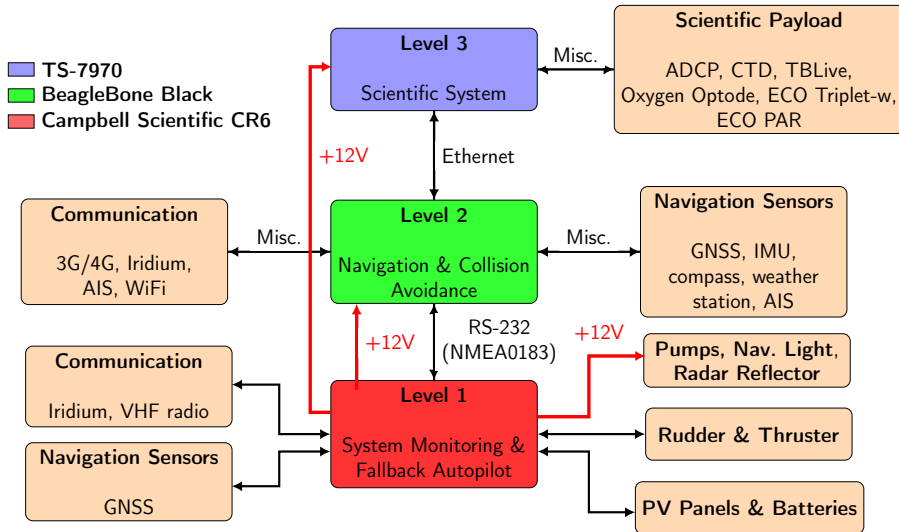 TS-7970
BeagleBone Black
Campbell Scientific CR6
Level 3
Scientific System
Misc.
Scientific Payload
ADCP, CTD, TBLive,
Oxygen Optode, ECO Triplet-w,
ECO PAR
+12V
Ethernet
Communication
3G/4G, Iridium,
AIS, WiFi
Misc.
Level 2
Navigation & Collision
Avoidance
Misc.
Navigation Sensors
GNSS, IMU,
compass, weather
station, AIS
+12V
RS-232
(NMEA0183)
+12V
Pumps, Nav. Light,
Radar Reflector
Communication
Iridium, VHF radio
Level 1
System Monitoring &
Fallback Autopilot
Rudder & Thruster
Navigation Sensors
GNSS
PV Panels & Batteries